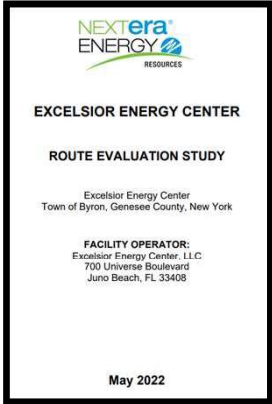 NEXTera®
ENERGY
RESOURCES
EXCELSIOR ENERGY CENTER
ROUTE EVALUATION STUDY
Excelsior Energy Center
Town of Byron, Genesee County, New York
FACILITY OPERATOR:
Excelsior Energy Center, LLC
700 Universe Boulevard
Juno Beach, FL 33408
May 2022